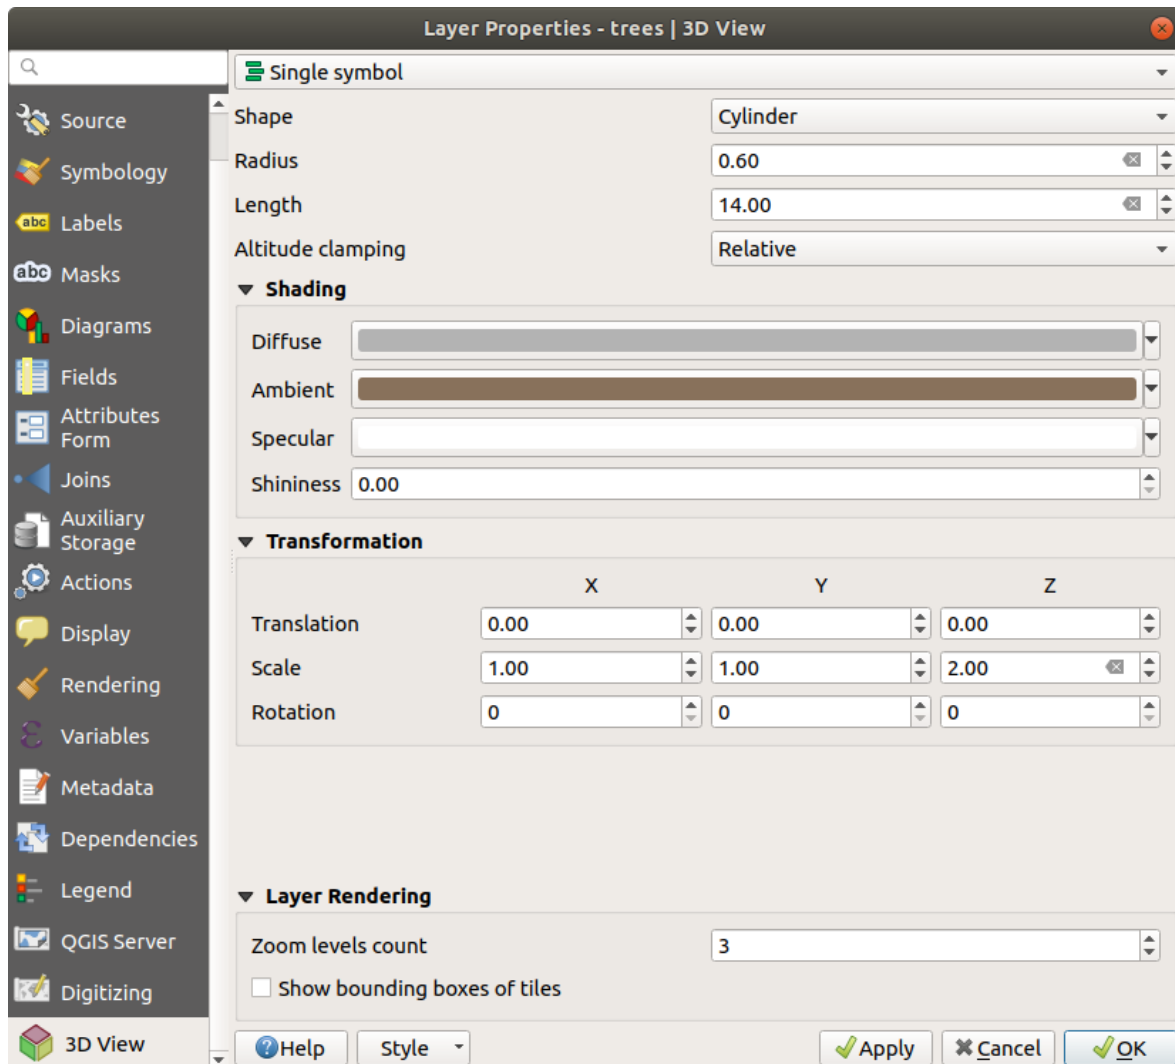 Layer Properties - trees | 3D View
Single symbol
Source
Symbology
abc Labels
abc Masks
Diagrams
Fields
Attributes
Form
Joins
Auxiliary
Storage
Actions
Display
Rendering
ε Variables
Metadata
Dependencies
Legend
QGIS Server
Digitizing
3D View
Shape Cylinder
Radius 0.60
Length 14.00
Altitude clamping Relative
Shading
Diffuse
Ambient
Specular
Shininess 0.00
Transformation
X Y Z
Translation 0.00 0.00 0.00
Scale 1.00 1.00 2.00
Rotation 0 0 0
Layer Rendering
Zoom levels count 3
Show bounding boxes of tiles
?Help Style Apply Cancel OK